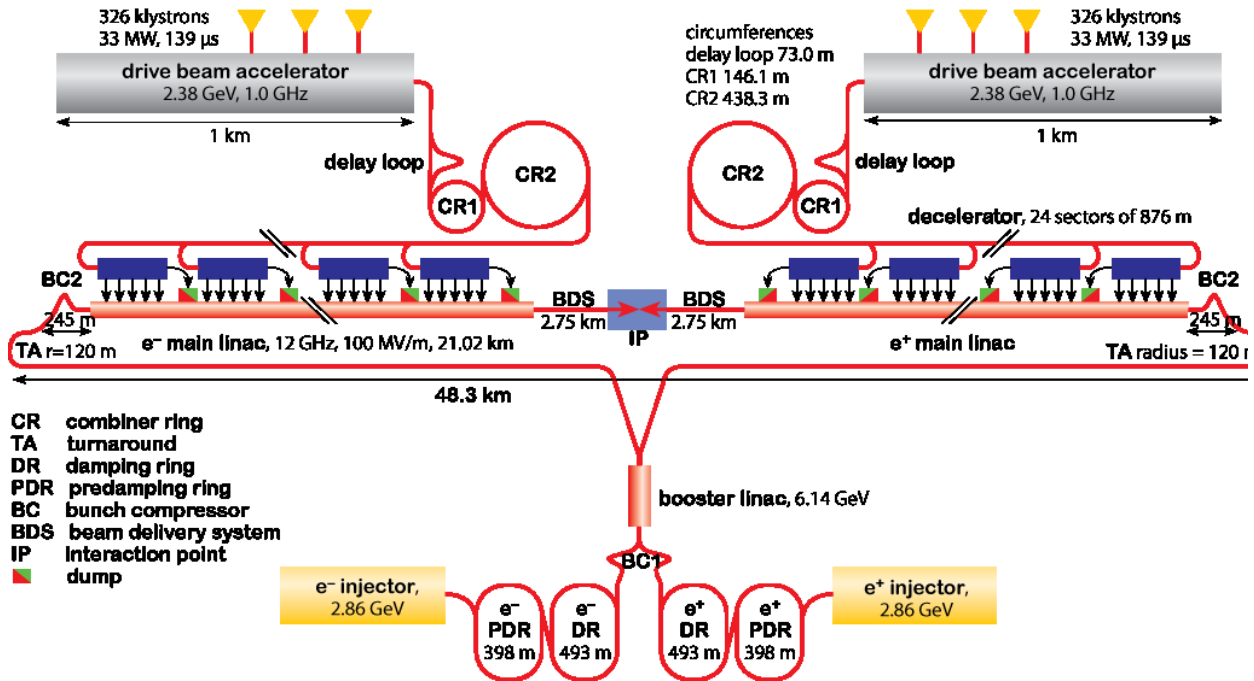 326 klystrons
33 MW, 139 μs
drive beam accelerator
2.38 GeV, 1.0 GHz
1 km
delay loop
CR1
CR2
circumferences
delay loop 73.0 m
CR1 146.1 m
CR2 438.3 m
326 klystrons
33 MW, 139 μs
drive beam accelerator
2.38 GeV, 1.0 GHz
1 km
delay loop
CR2
CR1
decelerator, 24 sectors of 876 m
BC2
245 m
TA r=120 m
e⁻ main linac, 12 GHz, 100 MV/m, 21.02 km
BDS
2.75 km
IP
BDS
2.75 km
e⁺ main linac
BC2
245 m
TA radius = 120 m
48.3 km
CR combiner ring
TA turnaround
DR damping ring
PDR predamping ring
BC bunch compressor
BDS beam delivery system
IP interaction point
dump
booster linac, 6.14 GeV
BC1
e⁻ injector,
2.86 GeV
e⁻
PDR
398 m
e⁻
DR
493 m
e⁺
DR
493 m
e⁺
PDR
398 m
e⁺ injector,
2.86 GeV